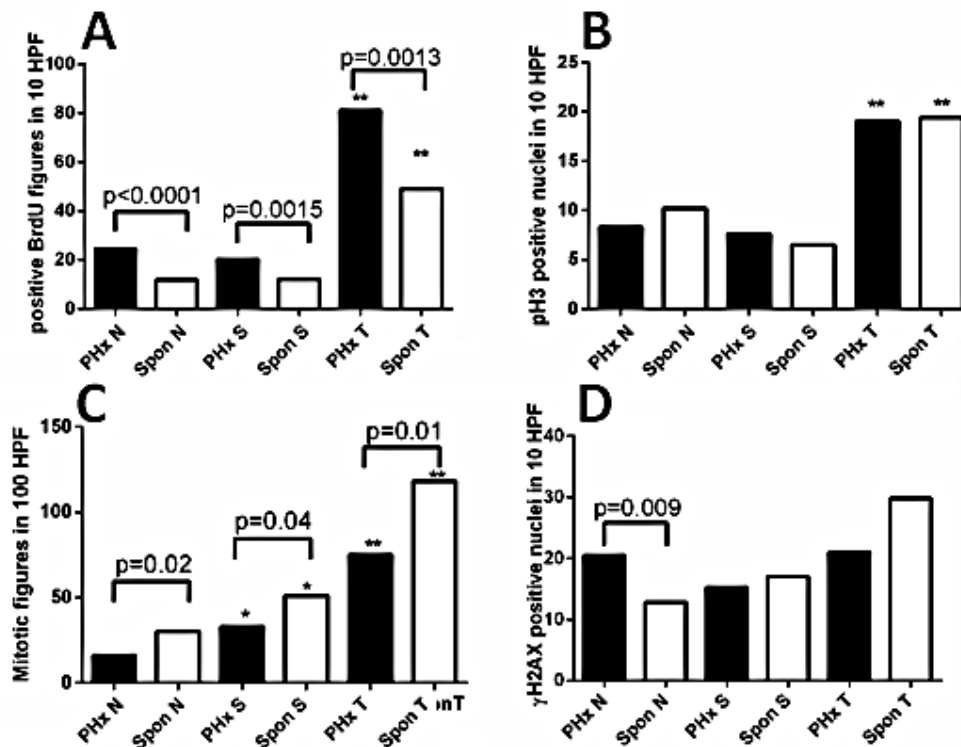 A
positive BrdU figures in 10 HPF
100
80
60
40
20
0
p<0.0001
p=0.0015
p=0.0013
**
**
PHx N
Spon N
PHx S
Spon S
PHx T
Spon T
B
pH3 positive nuclei in 10 HPF
25
20
15
10
5
0
**
**
PHx N
Spon N
PHx S
Spon S
PHx T
Spon T
C
Mitotic figures in 100 HPF
150
100
50
0
p=0.02
p=0.04
p=0.01
*
*
**
**
PHx N
Spon N
PHx S
Spon S
PHx T
Spon T
onT
D
γH2AX positive nuclei in 10 HPF
40
30
20
10
0
p=0.009
PHx N
Spon N
PHx S
Spon S
PHx T
Spon T